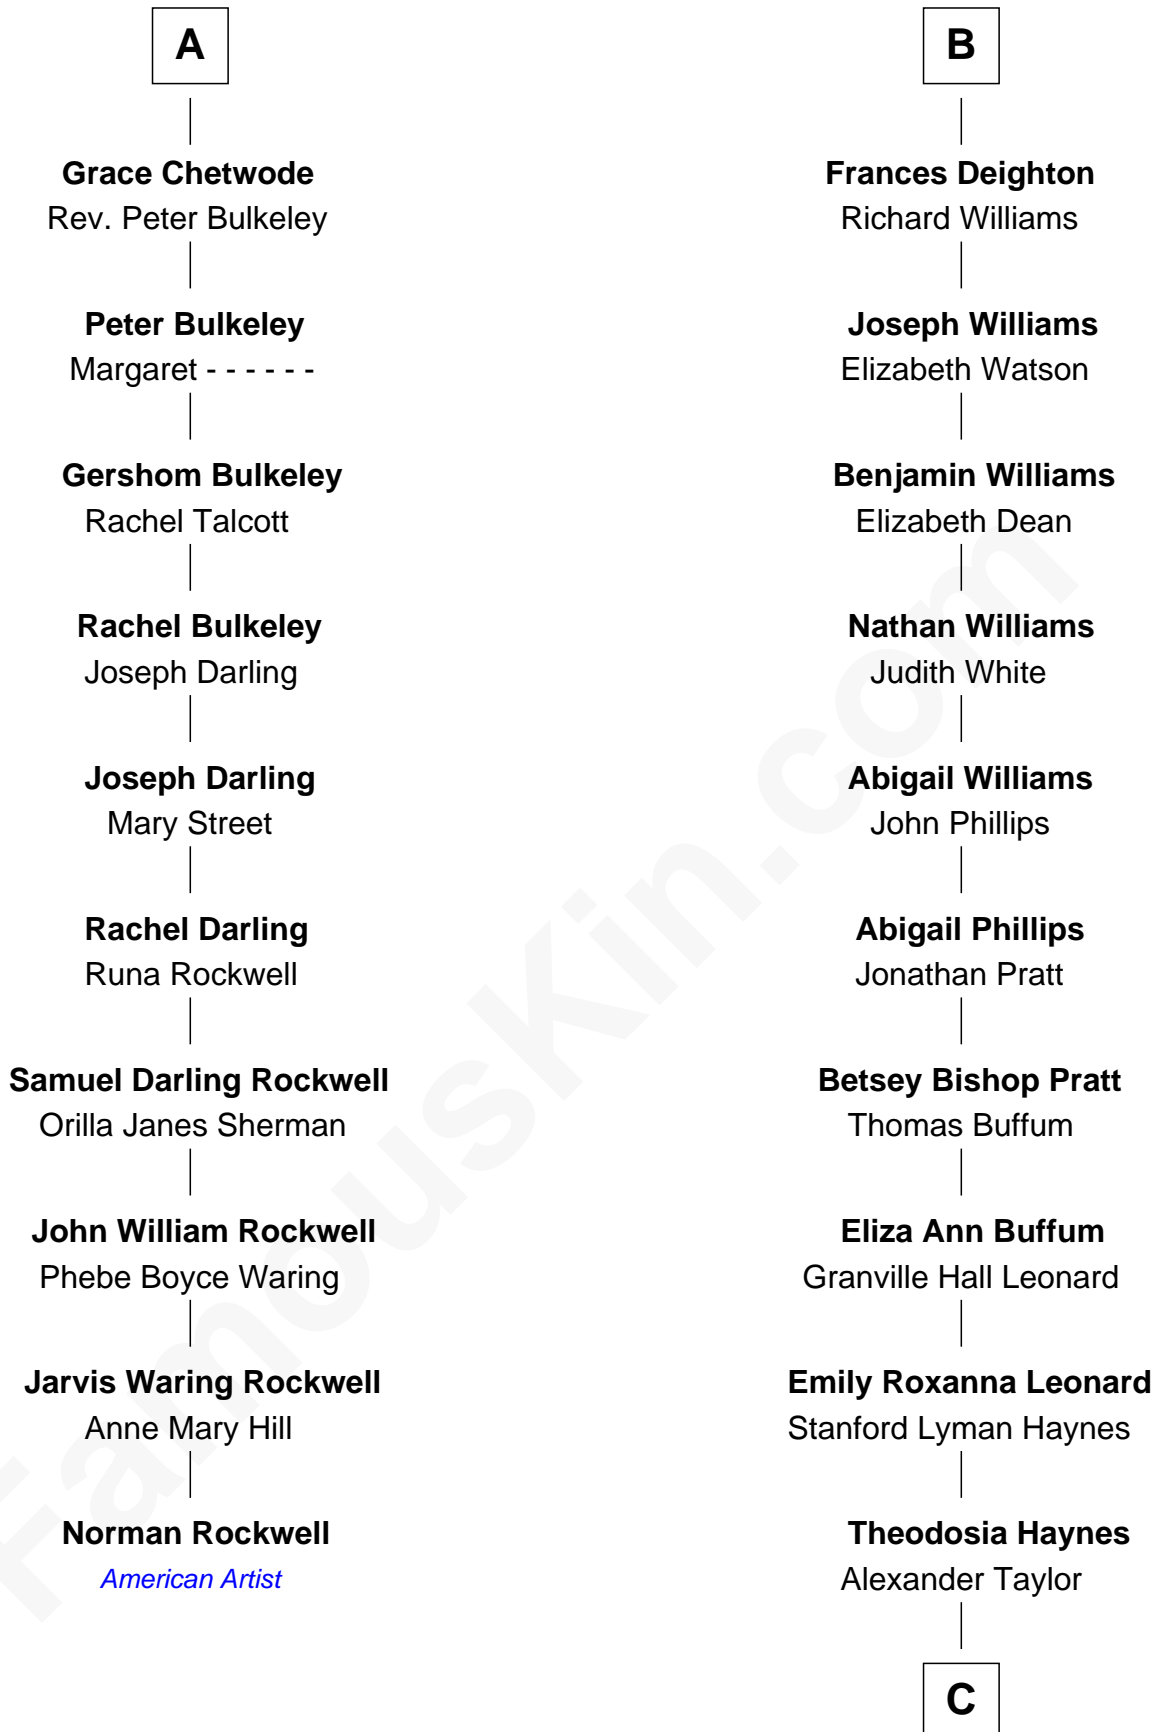 A
Grace Chetwode
Rev. Peter Bulkeley
Peter Bulkeley
Margaret - - - - - -
Gershom Bulkeley
Rachel Talcott
Rachel Bulkeley
Joseph Darling
Joseph Darling
Mary Street
Rachel Darling
Runa Rockwell
Samuel Darling Rockwell
Orilla Janes Sherman
John William Rockwell
Phebe Boyce Waring
Jarvis Waring Rockwell
Anne Mary Hill
Norman Rockwell
American Artist
B
Frances Deighton
Richard Williams
Joseph Williams
Elizabeth Watson
Benjamin Williams
Elizabeth Dean
Nathan Williams
Judith White
Abigail Williams
John Phillips
Abigail Phillips
Jonathan Pratt
Betsey Bishop Pratt
Thomas Buffum
Eliza Ann Buffum
Granville Hall Leonard
Emily Roxanna Leonard
Stanford Lyman Haynes
Theodosia Haynes
Alexander Taylor
C
FamousKin.com